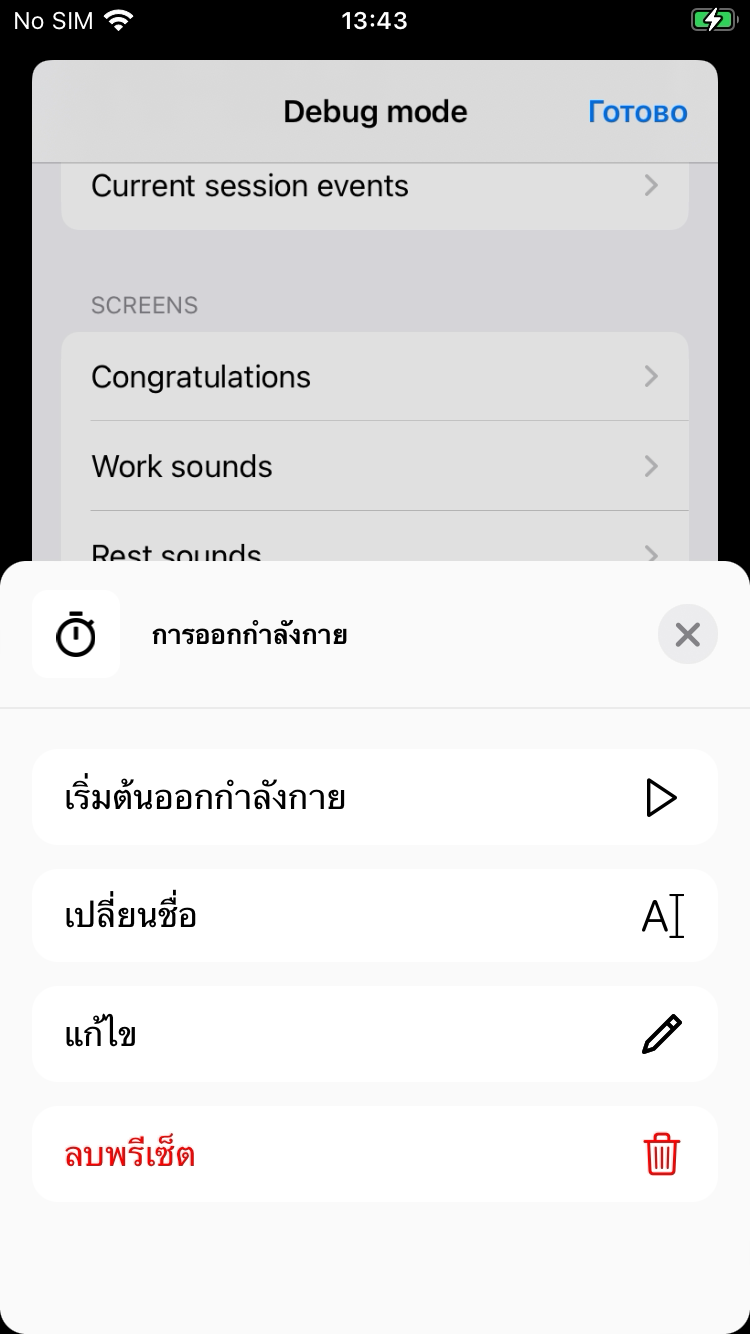 No SIM 13:43
Debug mode Готово
Current session events
SCREENS
Congratulations
Work sounds
Rest sounds
การออกกำลังกาย
เริ่มต้นออกกำลังกาย
เปลี่ยนชื่อ
แก้ไข
ลบพรีเซ็ต